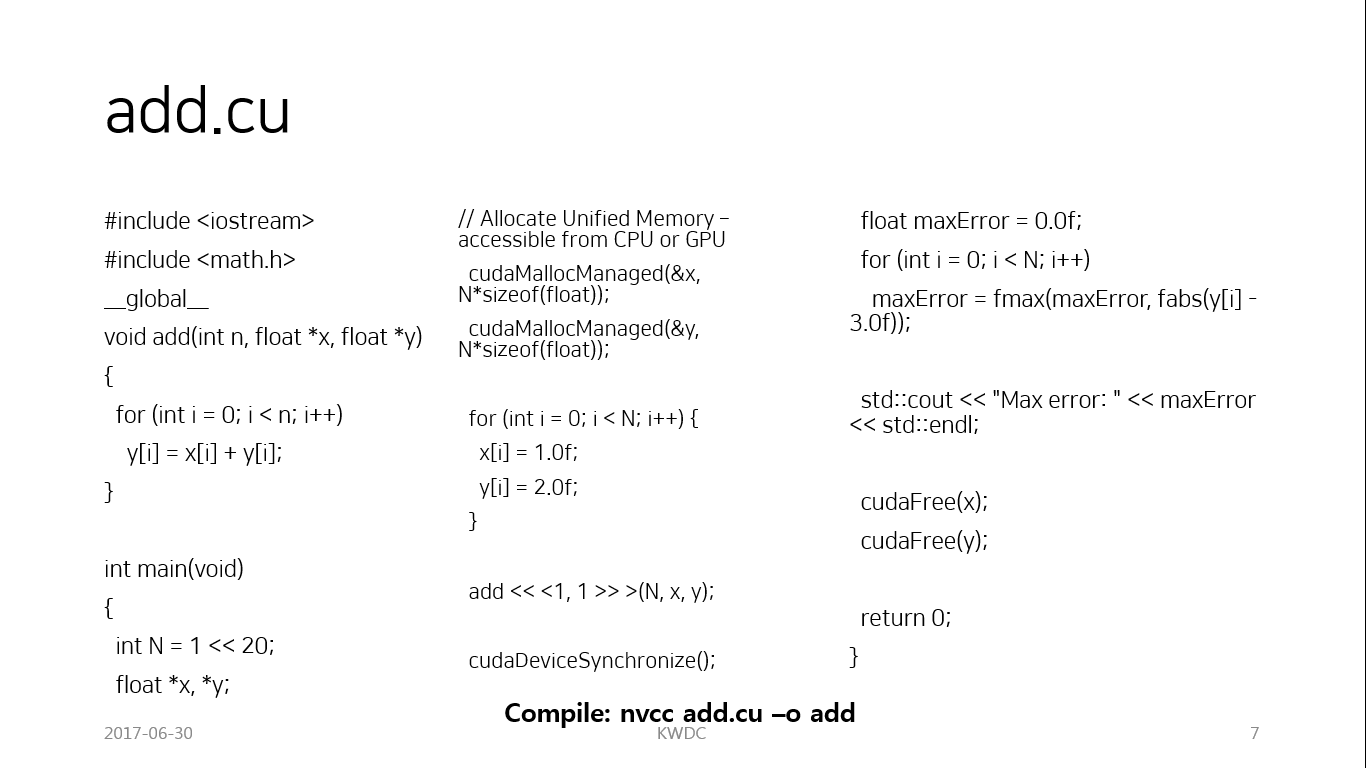 add.cu
#include <iostream>
#include <math.h>
__global__
void add(int n, float *x, float *y)
{
  for (int i = 0; i < n; i++)
    y[i] = x[i] + y[i];
}
int main(void)
{
  int N = 1 << 20;
  float *x, *y;
// Allocate Unified Memory –
accessible from CPU or GPU
  cudaMallocManaged(&x,
N*sizeof(float));
  cudaMallocManaged(&y,
N*sizeof(float));
  for (int i = 0; i < N; i++) {
    x[i] = 1.0f;
    y[i] = 2.0f;
  }
  add << <1, 1 >> >(N, x, y);
  cudaDeviceSynchronize();
  float maxError = 0.0f;
  for (int i = 0; i < N; i++)
    maxError = fmax(maxError, fabs(y[i] -
3.0f));
  std::cout << "Max error: " << maxError
<< std::endl;
  cudaFree(x);
  cudaFree(y);
  return 0;
}
Compile: nvcc add.cu –o add
2017-06-30
KWDC
7